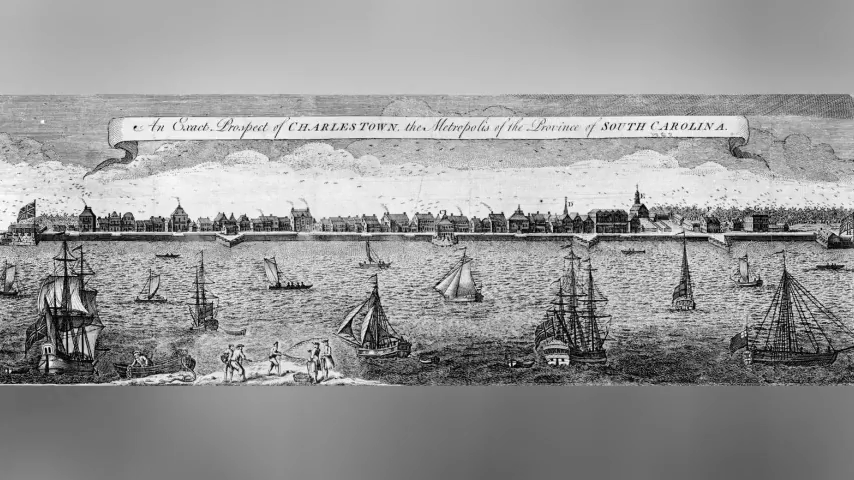 An Exact Prospect of CHARLESTOWN, the Metropolis of the Province of SOUTH CAROLINA.